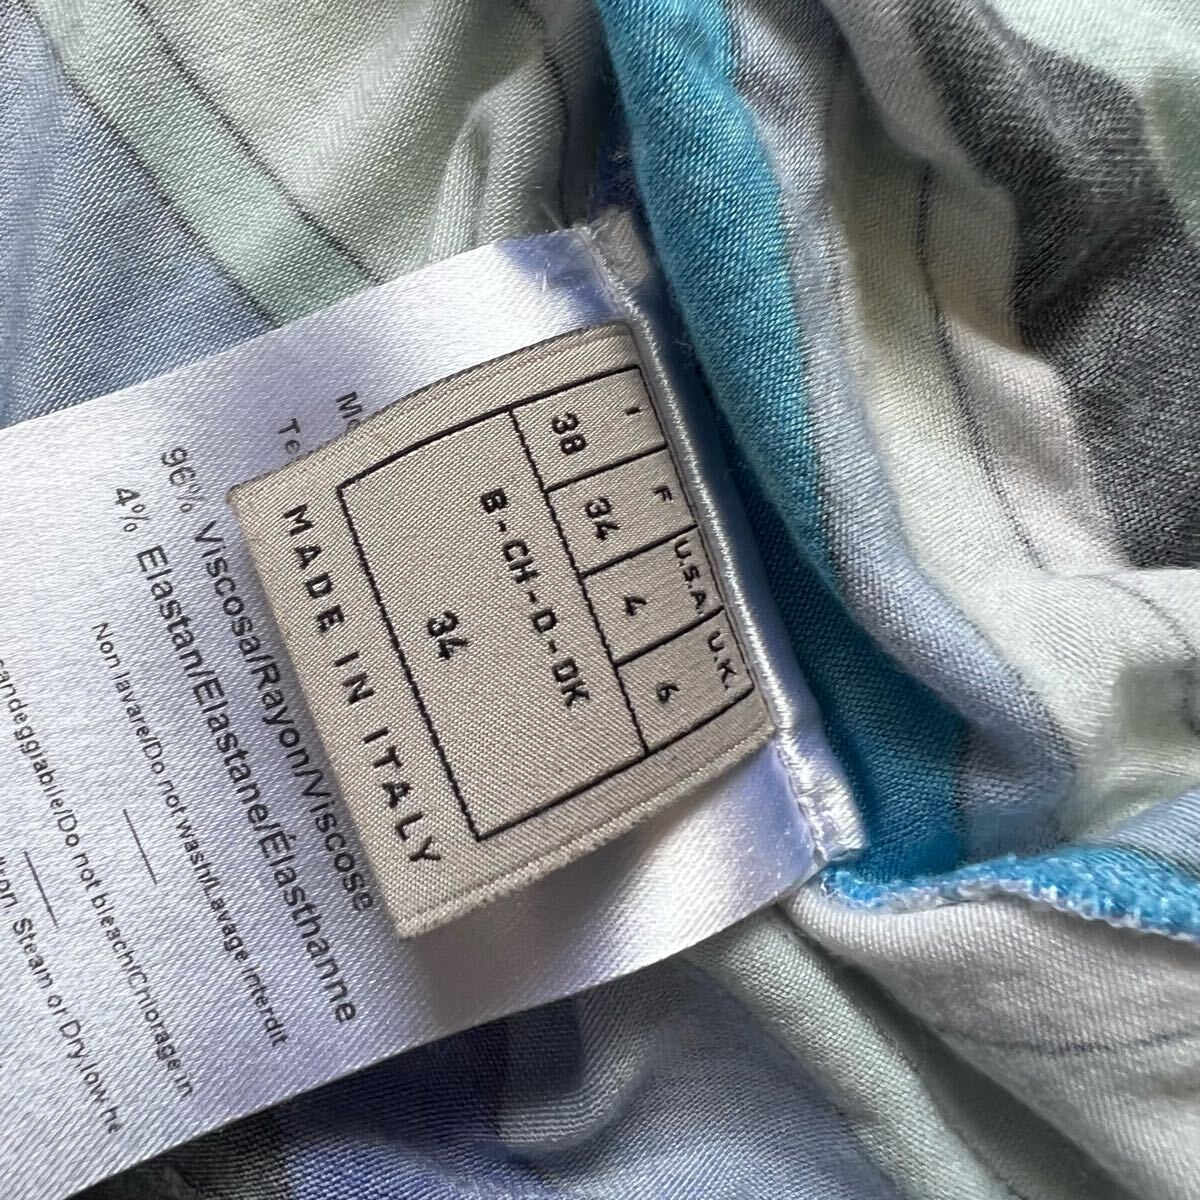 I F U.S.A. U.K.
38 34 4 6
B-CH-D-DK
34
MADE IN ITALY
96% Viscosa/Rayon/Viscose
4% Elastan/Elastane/Élasthanne
Non lavare/Do not wash/Lavage interdit
candeggiabile/Do not bleach/Chlorage in
Steam or Dry, low he